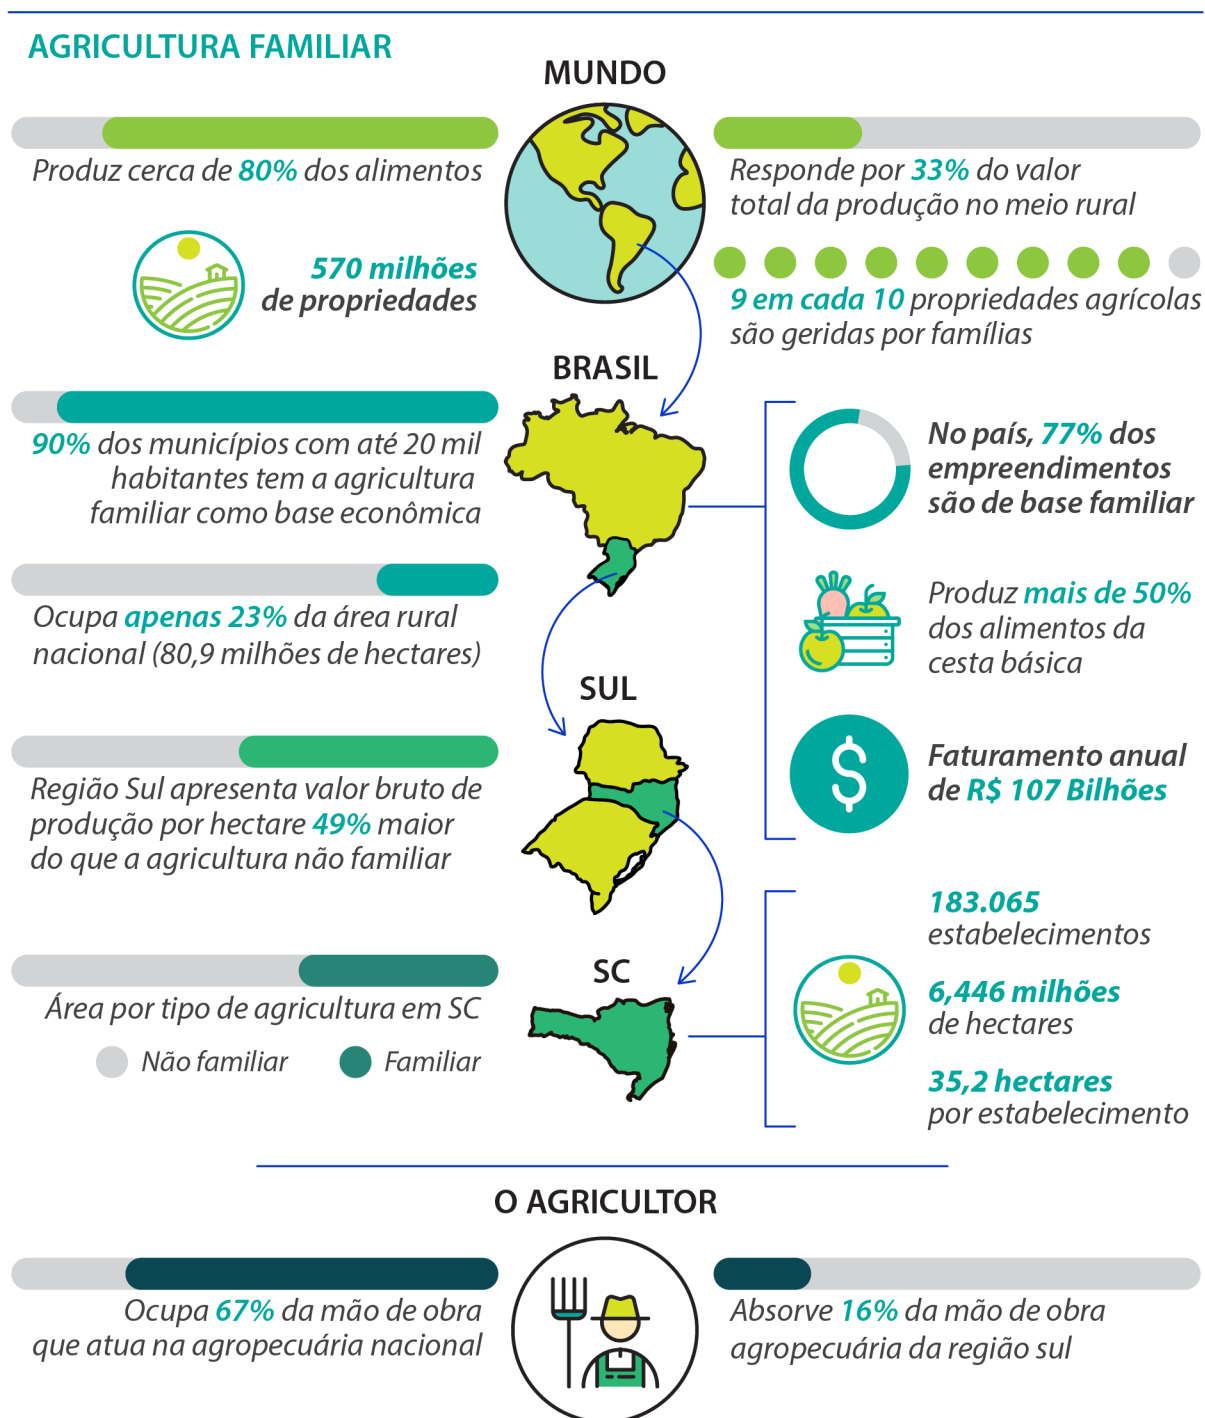 AGRICULTURA FAMILIAR
MUNDO
Produz cerca de 80% dos alimentos
570 milhões
de propriedades
Responde por 33% do valor
total da produção no meio rural
9 em cada 10 propriedades agrícolas
são geridas por famílias
BRASIL
90% dos municípios com até 20 mil
habitantes tem a agricultura
familiar como base econômica
Ocupa apenas 23% da área rural
nacional (80,9 milhões de hectares)
No país, 77% dos
empreendimentos
são de base familiar
Produz mais de 50%
dos alimentos da
cesta básica
$
Faturamento anual
de R$ 107 Bilhões
SUL
Região Sul apresenta valor bruto de
produção por hectare 49% maior
do que a agricultura não familiar
SC
Área por tipo de agricultura em SC
Não familiar
Familiar
183.065
estabelecimentos
6,446 milhões
de hectares
35,2 hectares
por estabelecimento
O AGRICULTOR
Ocupa 67% da mão de obra
que atua na agropecuária nacional
Absorve 16% da mão de obra
agropecuária da região sul